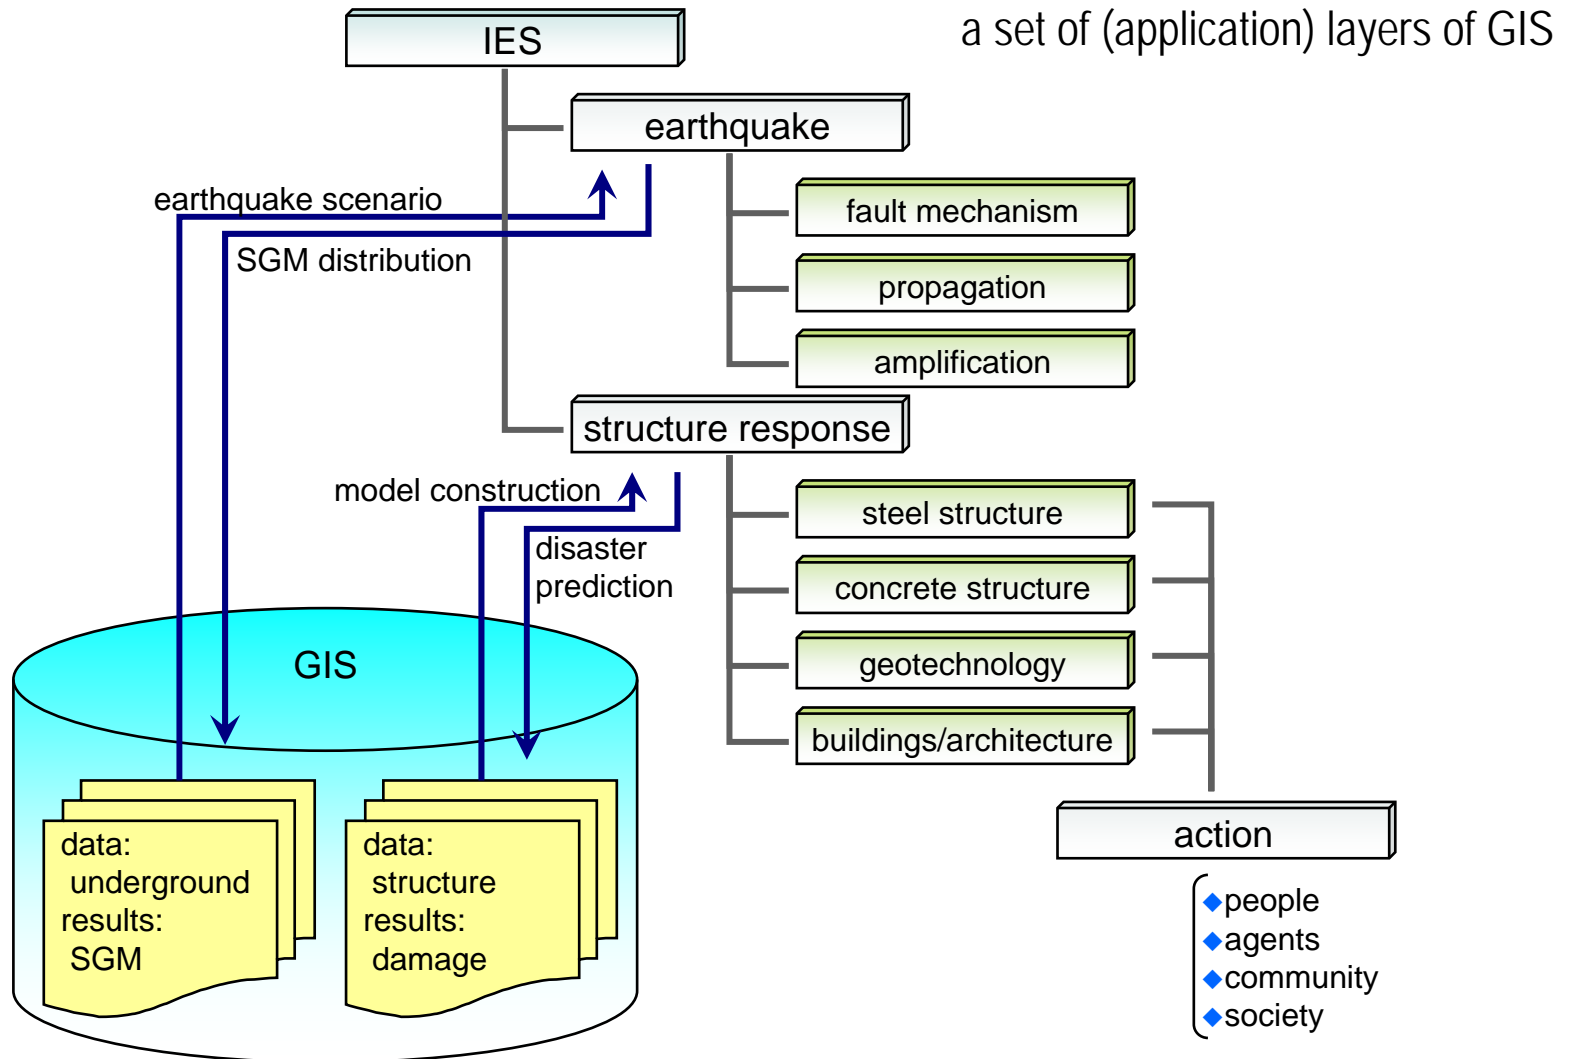 a set of (application) layers of GIS
IES
earthquake
earthquake scenario
fault mechanism
SGM distribution
propagation
amplification
structure response
model construction
steel structure
disaster
prediction
concrete structure
geotechnology
buildings/architecture
GIS
data:
underground
results:
SGM
data:
structure
results:
damage
action
◆people
◆agents
◆community
◆society